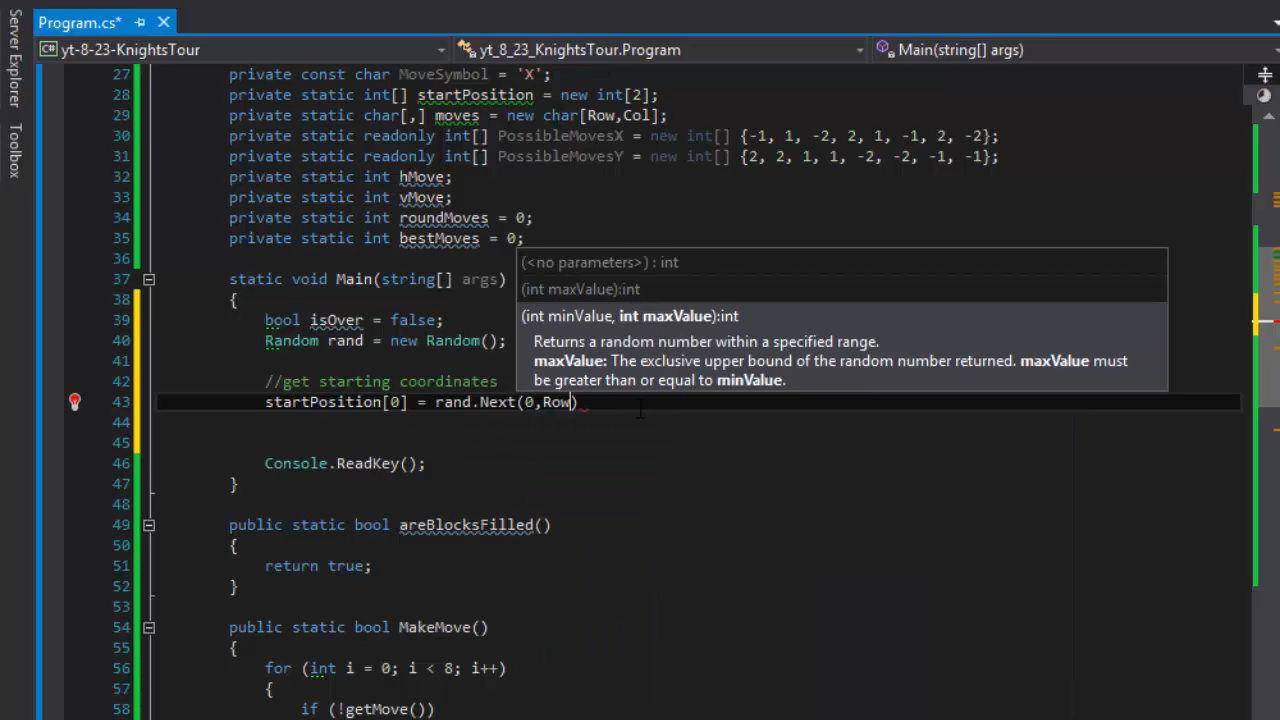 Server Explorer
Toolbox
Program.cs*
C# yt-8-23-KnightsTour
yt_8_23_KnightsTour.Program
Main(string[] args)
27 private const char MoveSymbol = 'X';
28 private static int[] startPosition = new int[2];
29 private static char[,] moves = new char[Row,Col];
30 private static readonly int[] PossibleMovesX = new int[] {-1, 1, -2, 2, 1, -1, 2, -2};
31 private static readonly int[] PossibleMovesY = new int[] {2, 2, 1, 1, -2, -2, -1, -1};
32 private static int hMove;
33 private static int vMove;
34 private static int roundMoves = 0;
35 private static int bestMoves = 0;
36
(<no parameters>) : int
37 static void Main(string[] args)
(int maxValue):int
38 {
39 bool isOver = false;
(int minValue, int maxValue):int
40 Random rand = new Random();
Returns a random number within a specified range.
41
maxValue: The exclusive upper bound of the random number returned. maxValue must
42 //get starting coordinates
be greater than or equal to minValue.
43 startPosition[0] = rand.Next(0,Row)
44
45
46 Console.ReadKey();
47 }
48
49 public static bool areBlocksFilled()
50 {
51 return true;
52 }
53
54 public static bool MakeMove()
55 {
56 for (int i = 0; i < 8; i++)
57 {
58 if (!getMove())